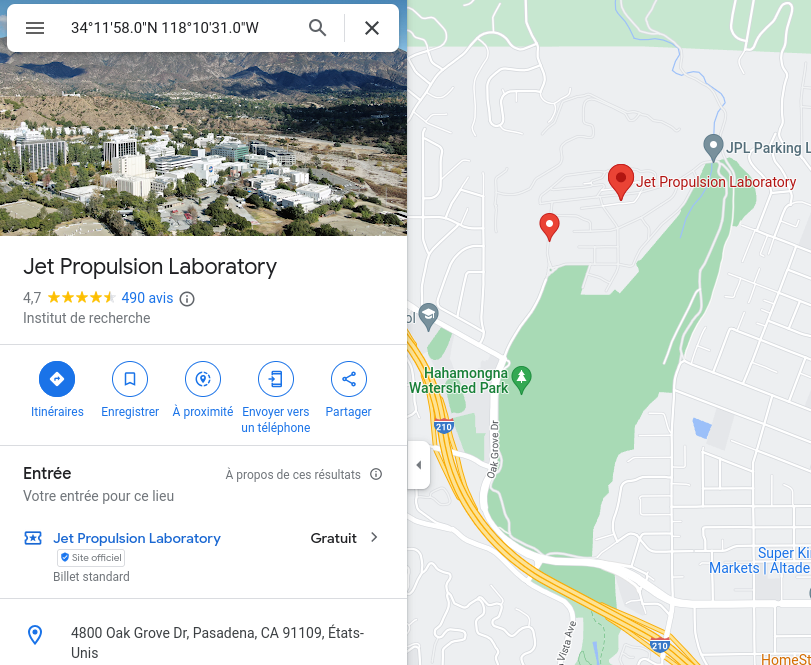 34°11'58.0"N 118°10'31.0"W
Jet Propulsion Laboratory
4,7
490 avis
Institut de recherche
Itinéraires
Enregistrer
À proximité
Envoyer vers
un téléphone
Partager
Entrée
À propos de ces résultats
Votre entrée pour ce lieu
Jet Propulsion Laboratory
Gratuit
Site officiel
Billet standard
4800 Oak Grove Dr, Pasadena, CA 91109, États-
Unis
JPL Parking L
Jet Propulsion Laboratory
ol
Hahamongna
Watershed Park
210
Oak Grove Dr
Super Ki
Markets | Altade
210
Vista Ave
HomeSt